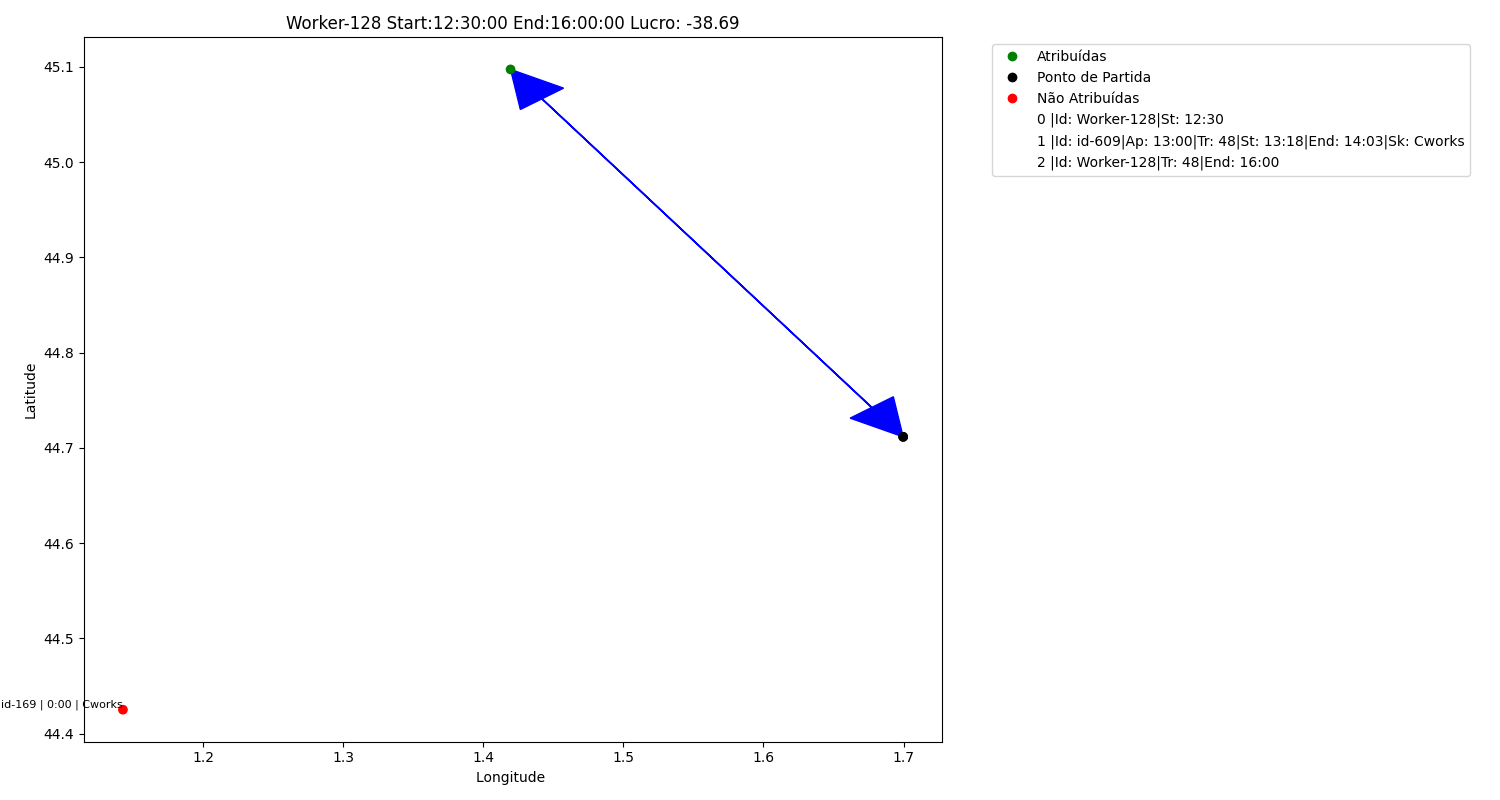 Worker-128 Start:12:30:00 End:16:00:00 Lucro: -38.69
45.1
45.0
44.9
44.8
44.7
44.6
44.5
44.4
Latitude
id-169 | 0:00 | Cworks
1.2
1.3
1.4
1.5
1.6
1.7
Longitude
Atribuídas
Ponto de Partida
Não Atribuídas
0 |Id: Worker-128|St: 12:30
1 |Id: id-609|Ap: 13:00|Tr: 48|St: 13:18|End: 14:03|Sk: Cworks
2 |Id: Worker-128|Tr: 48|End: 16:00